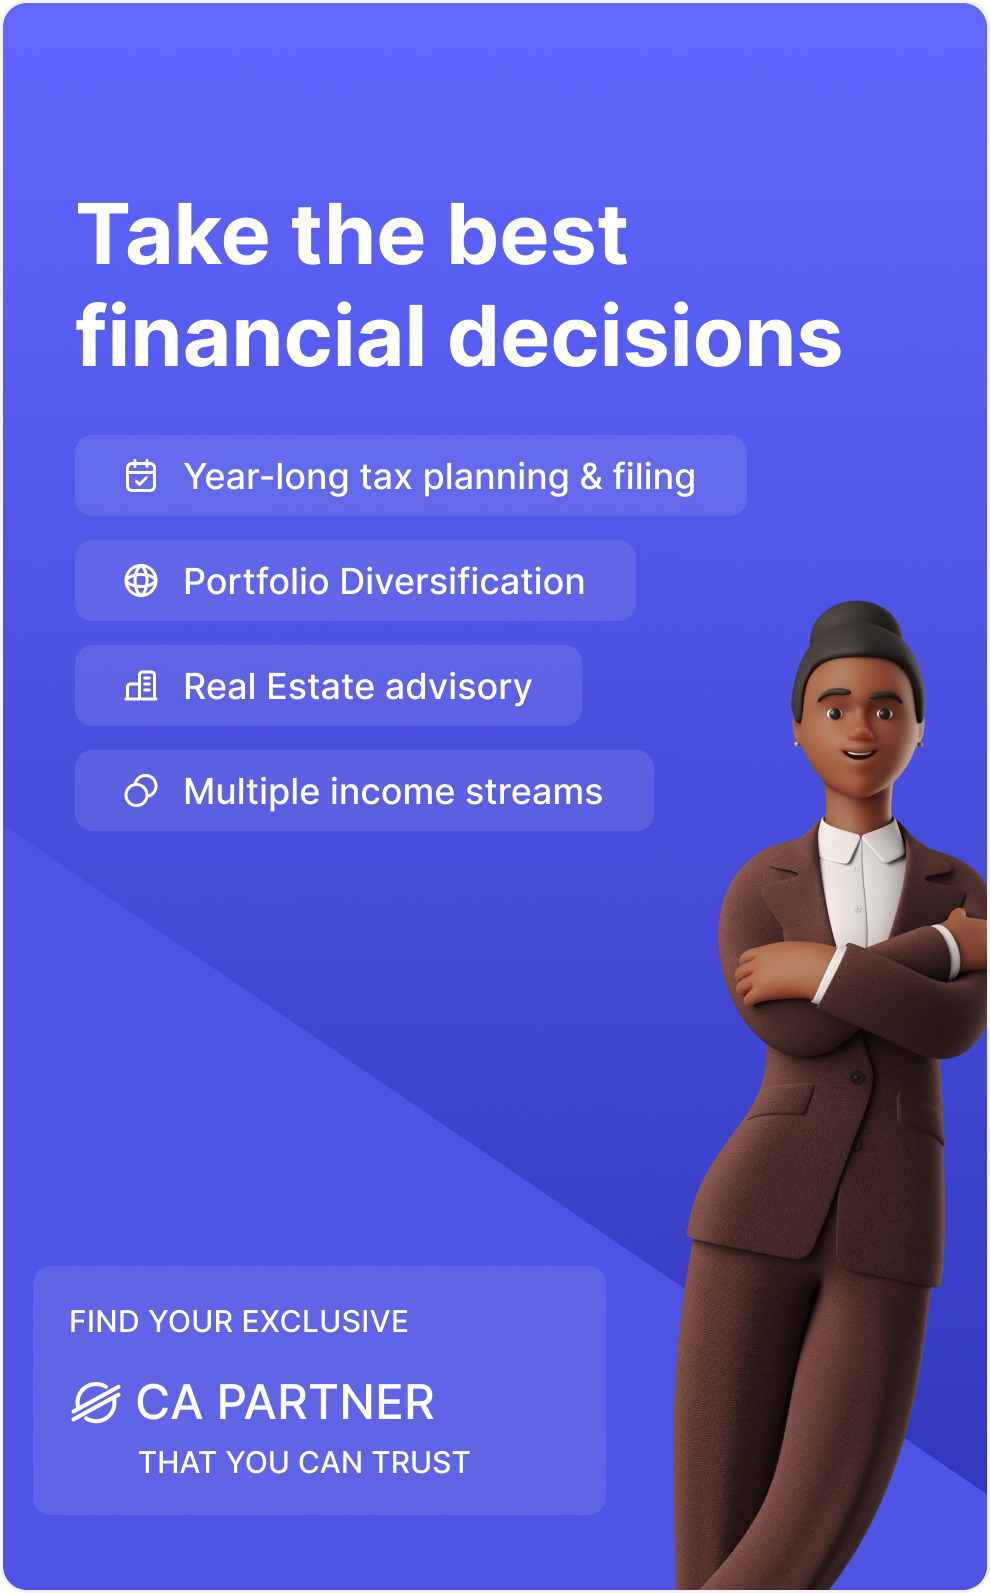 Take the best
financial decisions
Year-long tax planning & filing
Portfolio Diversification
Real Estate advisory
Multiple income streams
FIND YOUR EXCLUSIVE
CA PARTNER
THAT YOU CAN TRUST